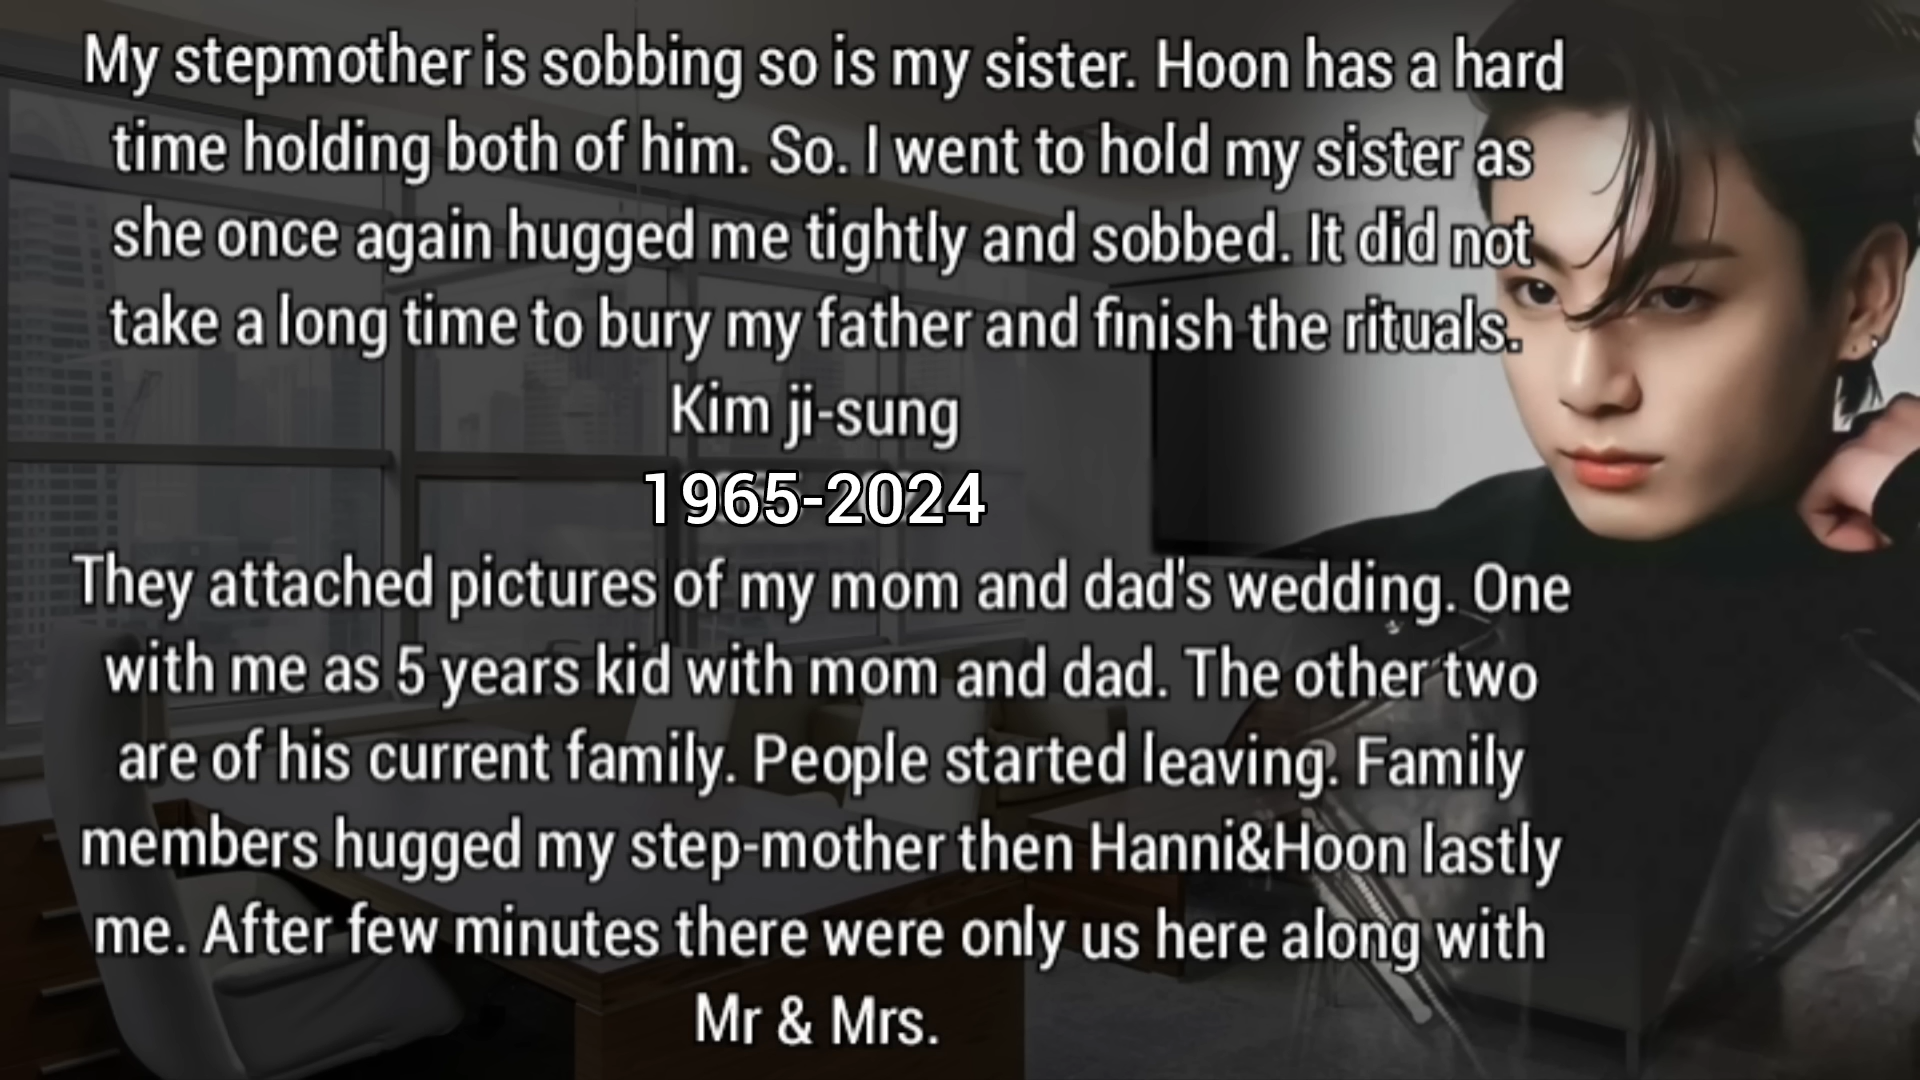 My stepmother is sobbing so is my sister. Hoon has a hard
time holding both of him. So. I went to hold my sister as
she once again hugged me tightly and sobbed. It did not
take a long time to bury my father and finish the rituals.
Kim ji-sung
1965-2024
They attached pictures of my mom and dad's wedding. One
with me as 5 years kid with mom and dad. The other two
are of his current family. People started leaving. Family
members hugged my step-mother then Hanni&Hoon lastly
me. After few minutes there were only us here along with
Mr & Mrs.